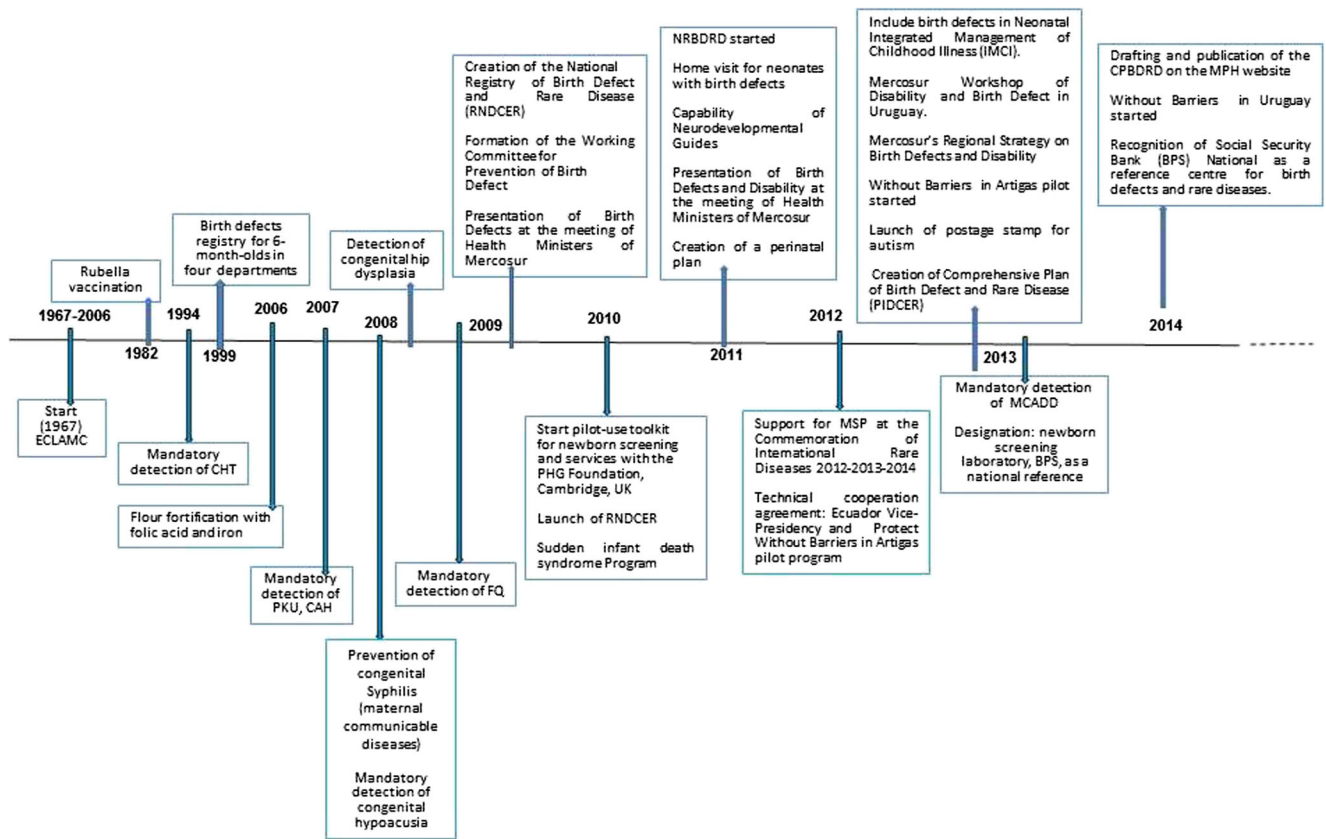 Creation of the National
Registry of Birth Defect
and Rare Disease
(RNDCER)
Formation of the Working
Committee for
Prevention of Birth
Defect
Presentation of Birth
Defects at the meeting of
Health Ministers of
Mercosur
NRBDRD started
Home visit for neonates
with birth defects
Capability of
Neurodevelopmental
Guides
Presentation of Birth
Defects and Disability at
the meeting of Health
Ministers of Mercosur
Creation of a perinatal
plan
Include birth defects in Neonatal
Integrated Management of
Childhood Illness (IMCI).
Mercosur Workshop of
Disability and Birth Defect in
Uruguay.
Mercosur's Regional Strategy on
Birth Defects and Disability
Without Barriers in Artigas pilot
started
Launch of postage stamp for
autism
Creation of Comprehensive Plan
of Birth Defect and Rare Disease
(PIDCER)
Drafting and publication of the
CPBDRD on the MPH website
Without Barriers in Uruguay
started
Recognition of Social Security
Bank (BPS) National as a
reference centre for birth
defects and rare diseases.
Birth defects
registry for 6-
month-olds in
four departments
Detection of
congenital hip
dysplasia
Rubella
vaccination
1967-2006
1982
1994
1999
2006
2007
2008
2009
2010
2011
2012
2013
2014
Start
(1967)
ECLAMC
Mandatory
detection of CHT
Flour fortification with
folic acid and iron
Mandatory
detection of
PKU, CAH
Prevention of
congenital
Syphilis
(maternal
communicable
diseases)
Mandatory
detection of
congenital
hypoacusia
Mandatory
detection of FQ
Start pilot-use toolkit
for newborn screening
and services with the
PHG Foundation,
Cambridge, UK
Launch of RNDCER
Sudden infant death
syndrome Program
Support for MSP at the
Commemoration of
International Rare
Diseases 2012-2013-2014
Technical cooperation
agreement: Ecuador Vice-
Presidency and Protect
Without Barriers in Artigas
pilot program
Mandatory detection
of MCADD
Designation: newborn
screening
laboratory, BPS, as a
national reference